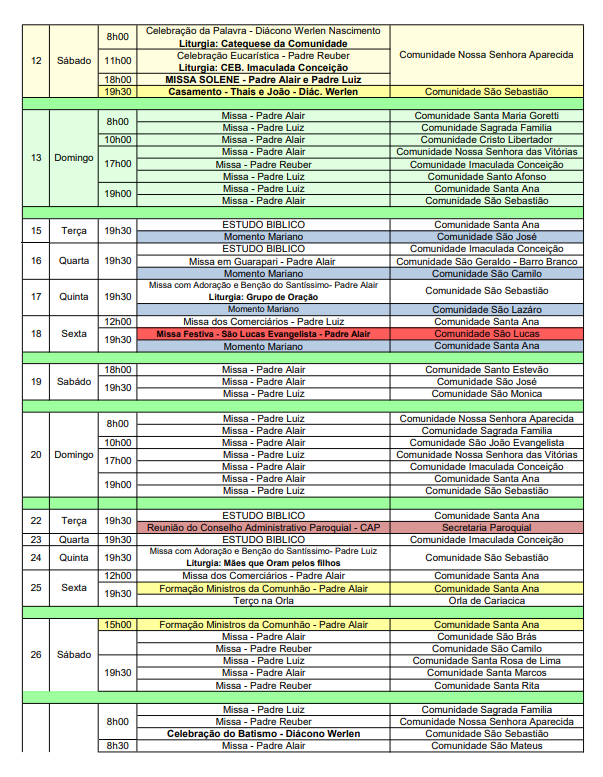 12 Sábado 8h00 Celebração da Palavra - Diácono Werlen Nascimento
Liturgia: Catequese da Comunidade
Comunidade Nossa Senhora Aparecida
11h00 Celebração Eucarística - Padre Reuber
Liturgia: CEB. Imaculada Conceição
18h00 MISSA SOLENE - Padre Alair e Padre Luiz
19h30 Casamento - Thais e João - Diác. Werlen Comunidade São Sebastião
13 Domingo 8h00 Missa - Padre Alair Comunidade Santa Maria Goretti
Missa - Padre Luiz Comunidade Sagrada Familia
10h00 Missa - Padre Alair Comunidade Cristo Libertador
17h00 Missa - Padre Alair Comunidade Nossa Senhora das Vitórias
Missa - Padre Reuber Comunidade Imaculada Conceição
Missa - Padre Luiz Comunidade Santo Afonso
19h00 Missa - Padre Alair Comunidade Santa Ana
Missa - Padre Luiz Comunidade São Sebastião
15 Terça 19h30 ESTUDO BIBLICO Comunidade Santa Ana
Momento Mariano Comunidade São José
16 Quarta 19h30 ESTUDO BIBLICO Comunidade Imaculada Conceição
Missa em Guarapari - Padre Alair Comunidade São Geraldo - Barro Branco
Momento Mariano Comunidade São Camilo
17 Quinta 19h30 Missa com Adoração e Benção do Santíssimo- Padre Alair
Liturgia: Grupo de Oração
Comunidade São Sebastião
Momento Mariano Comunidade São Lazáro
18 Sexta 12h00 Missa dos Comerciários - Padre Luiz Comunidade Santa Ana
19h30 Missa Festiva - São Lucas Evangelista - Padre Alair Comunidade São Lucas
Momento Mariano Comunidade Santa Ana
19 Sabádo 18h00 Missa - Padre Alair Comunidade Santo Estevão
19h30 Missa - Padre Alair Comunidade São José
Missa - Padre Luiz Comunidade São Monica
20 Domingo 8h00 Missa - Padre Luiz Comunidade Nossa Senhora Aparecida
Missa - Padre Alair Comunidade Sagrada Familia
10h00 Missa - Padre Alair Comunidade São João Evangelista
17h00 Missa - Padre Luiz Comunidade Nossa Senhora das Vitórias
Missa - Padre Alair Comunidade Imaculada Conceição
19h00 Missa - Padre Alair Comunidade Santa Ana
Missa - Padre Luiz Comunidade São Sebastião
22 Terça 19h30 ESTUDO BIBLICO Comunidade Santa Ana
Reunião do Conselho Administrativo Paroquial - CAP Secretaria Paroquial
23 Quarta 19h30 ESTUDO BIBLICO Comunidade Imaculada Conceição
24 Quinta 19h30 Missa com Adoração e Benção do Santíssimo- Padre Luiz
Liturgia: Mães que Oram pelos filhos
Comunidade São Sebastião
25 Sexta 12h00 Missa dos Comerciários - Padre Alair Comunidade Santa Ana
19h30 Formação Ministros da Comunhão - Padre Alair Comunidade Santa Ana
Terço na Orla Orla de Cariacica
26 Sábado 15h00 Formação Ministros da Comunhão - Padre Alair Comunidade Santa Ana
Missa - Padre Alair Comunidade São Brás
Missa - Padre Reuber Comunidade São Camilo
19h30 Missa - Padre Luiz Comunidade Santa Rosa de Lima
Missa - Padre Alair Comunidade Santa Marcos
Missa - Padre Reuber Comunidade Santa Rita
8h00 Missa - Padre Luiz Comunidade Sagrada Familia
Missa - Padre Reuber Comunidade Nossa Senhora Aparecida
Celebração do Batismo - Diácono Werlen Comunidade São Sebastião
8h30 Missa - Padre Alair Comunidade São Mateus